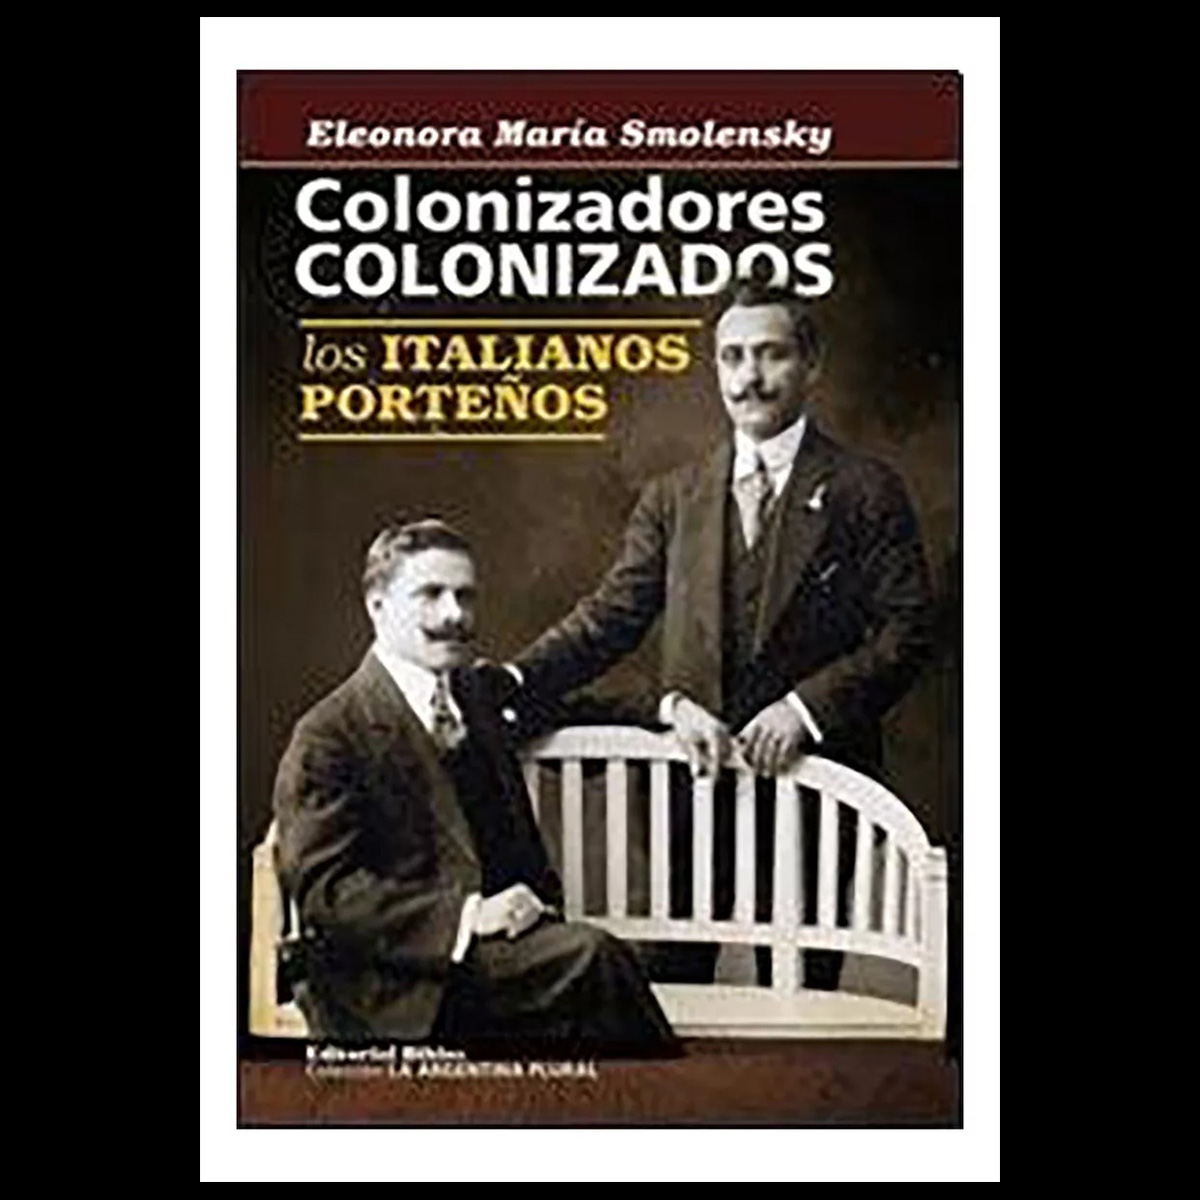 Eleonora María Smolensky
Colonizadores
COLONIZADOS
los ITALIANOS
PORTEÑOS
Editorial Biblos
Colección LA ARGENTINA PLURAL